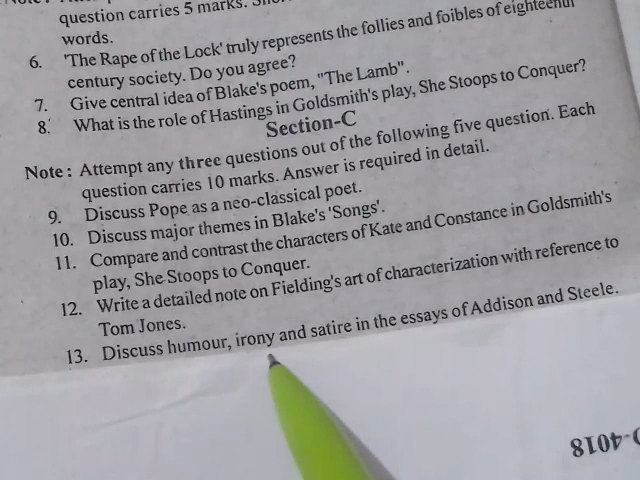 question carries 5 marks.
words.
6. 'The Rape of the Lock' truly represents the follies and foibles of eighteenth
century society. Do you agree?
7. Give central idea of Blake's poem, "The Lamb".
8. What is the role of Hastings in Goldsmith's play, She Stoops to Conquer?
Section-C
Note : Attempt any three questions out of the following five question. Each
question carries 10 marks. Answer is required in detail.
9. Discuss Pope as a neo-classical poet.
10. Discuss major themes in Blake's 'Songs'.
11. Compare and contrast the characters of Kate and Constance in Goldsmith's
play, She Stoops to Conquer.
12. Write a detailed note on Fielding's art of characterization with reference to
Tom Jones.
13. Discuss humour, irony and satire in the essays of Addison and Steele.
4018